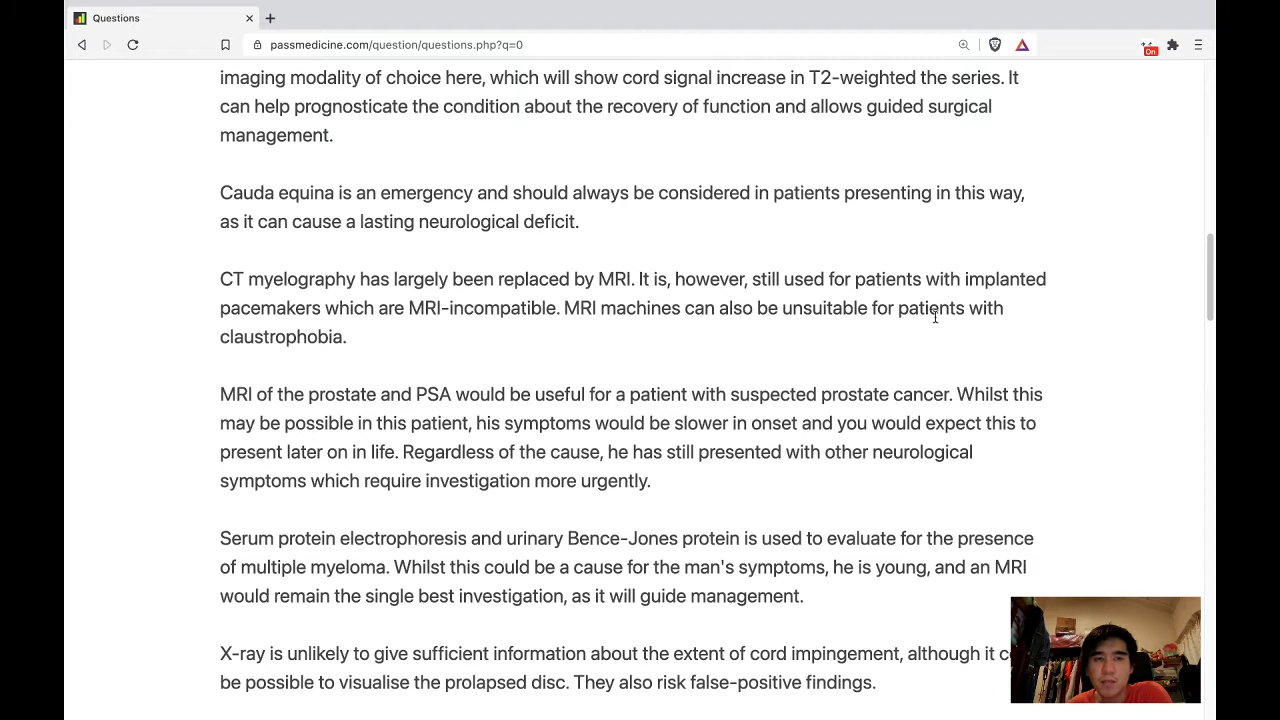 Questions
passmedicine.com/question/questions.php?q=0
On
imaging modality of choice here, which will show cord signal increase in T2-weighted the series. It
can help prognosticate the condition about the recovery of function and allows guided surgical
management.
Cauda equina is an emergency and should always be considered in patients presenting in this way,
as it can cause a lasting neurological deficit.
CT myelography has largely been replaced by MRI. It is, however, still used for patients with implanted
pacemakers which are MRI-incompatible. MRI machines can also be unsuitable for patients with
claustrophobia.
MRI of the prostate and PSA would be useful for a patient with suspected prostate cancer. Whilst this
may be possible in this patient, his symptoms would be slower in onset and you would expect this to
present later on in life. Regardless of the cause, he has still presented with other neurological
symptoms which require investigation more urgently.
Serum protein electrophoresis and urinary Bence-Jones protein is used to evaluate for the presence
of multiple myeloma. Whilst this could be a cause for the man's symptoms, he is young, and an MRI
would remain the single best investigation, as it will guide management.
X-ray is unlikely to give sufficient information about the extent of cord impingement, although it
be possible to visualise the prolapsed disc. They also risk false-positive findings.